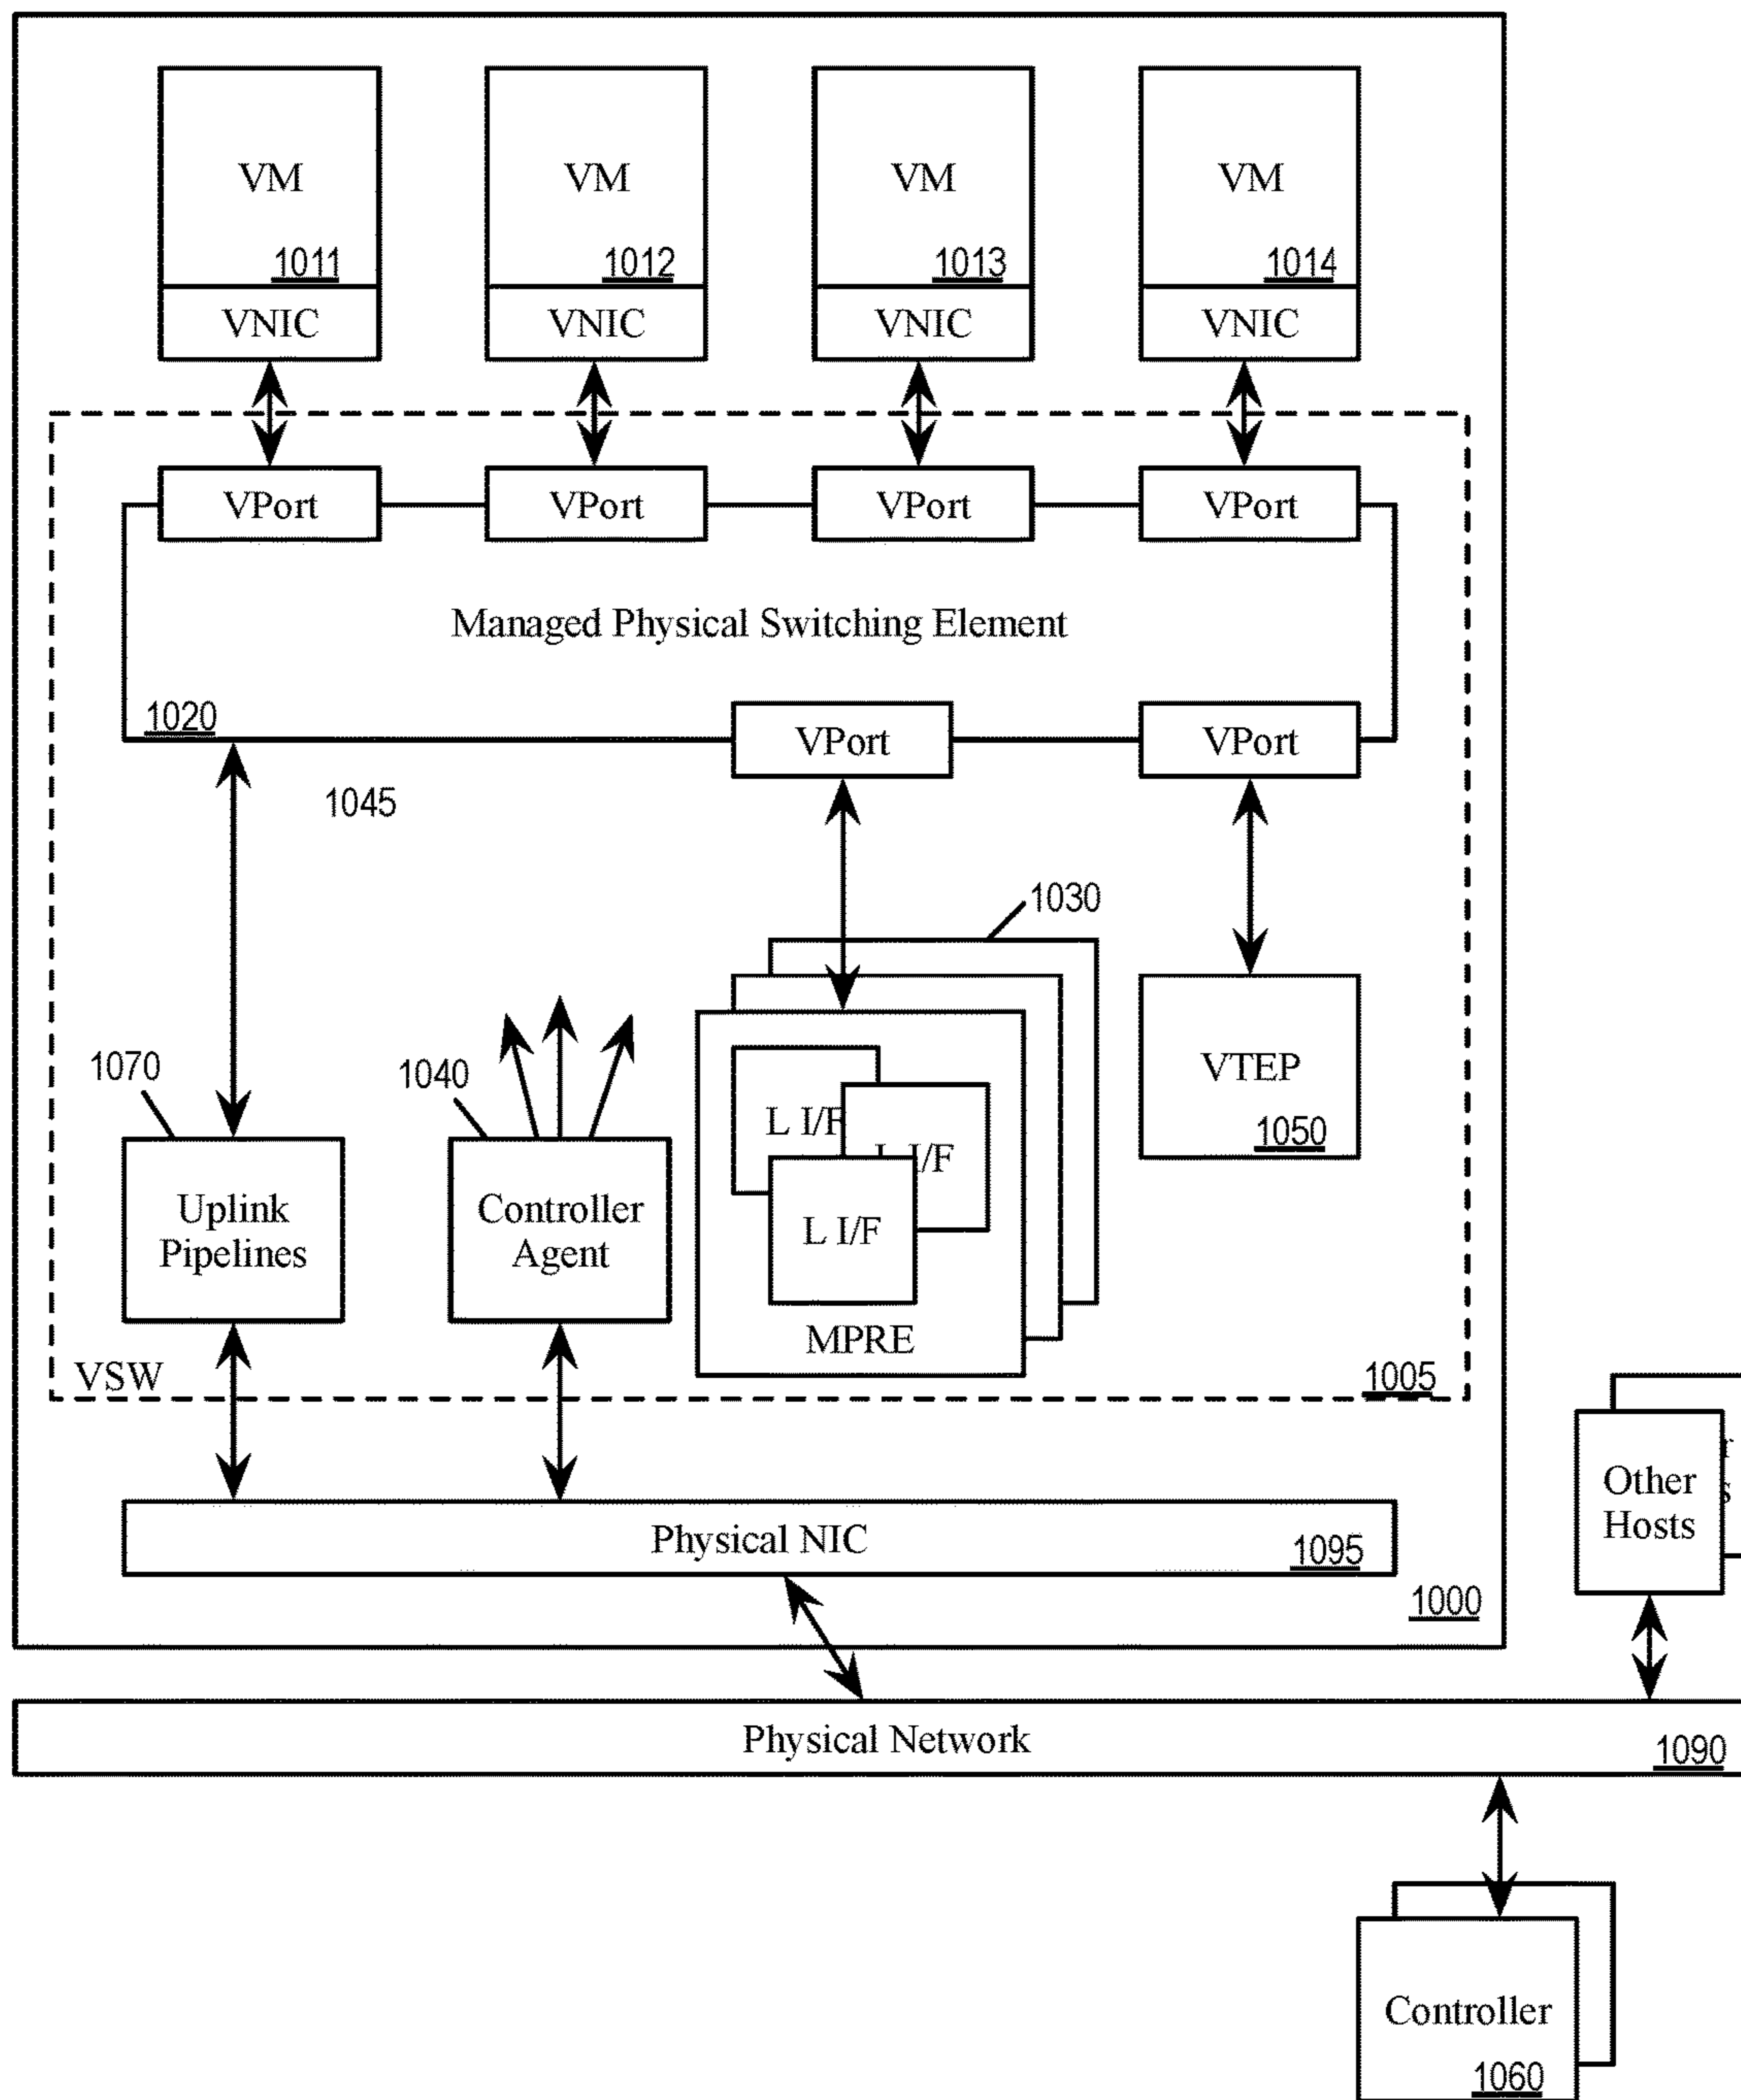 VM
1011
VNIC
VM
1012
VNIC
VM
1013
VNIC
VM
1014
VNIC
VPort
VPort
VPort
VPort
Managed Physical Switching Element
1020
VPort
VPort
1045
1030
1070
1040
Uplink
Pipelines
Controller
Agent
L I/F
I/F
L I/F
MPRE
VTEP
1050
VSW
1005
Physical NIC
1095
1000
Other
Hosts
Physical Network
1090
Controller
1060